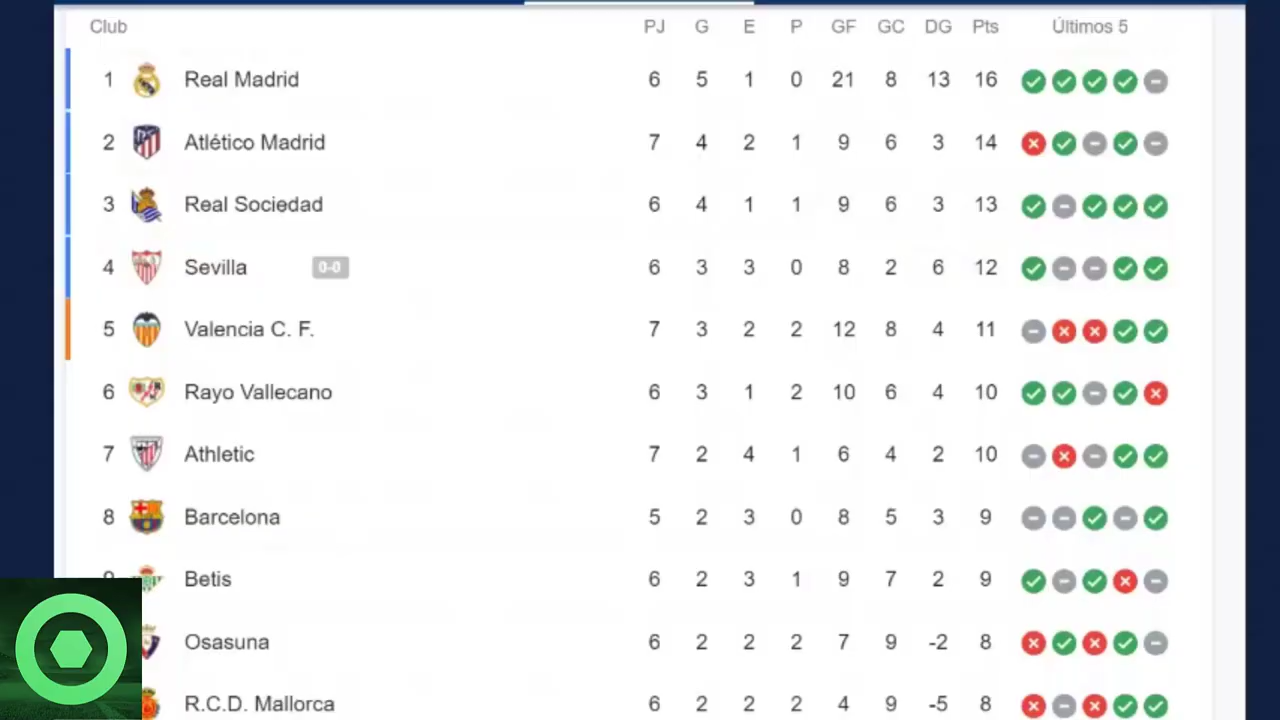 Club PJ G E P GF GC DG Pts Últimos 5
1 Real Madrid 6 5 1 0 21 8 13 16
2 Atlético Madrid 7 4 2 1 9 6 3 14
3 Real Sociedad 6 4 1 1 9 6 3 13
4 Sevilla 0-0 6 3 3 0 8 2 6 12
5 Valencia C. F. 7 3 2 2 12 8 4 11
6 Rayo Vallecano 6 3 1 2 10 6 4 10
7 Athletic 7 2 4 1 6 4 2 10
8 Barcelona 5 2 3 0 8 5 3 9
9 Betis 6 2 3 1 9 7 2 9
Osasuna 6 2 2 2 7 9 -2 8
R.C.D. Mallorca 6 2 2 2 4 9 -5 8